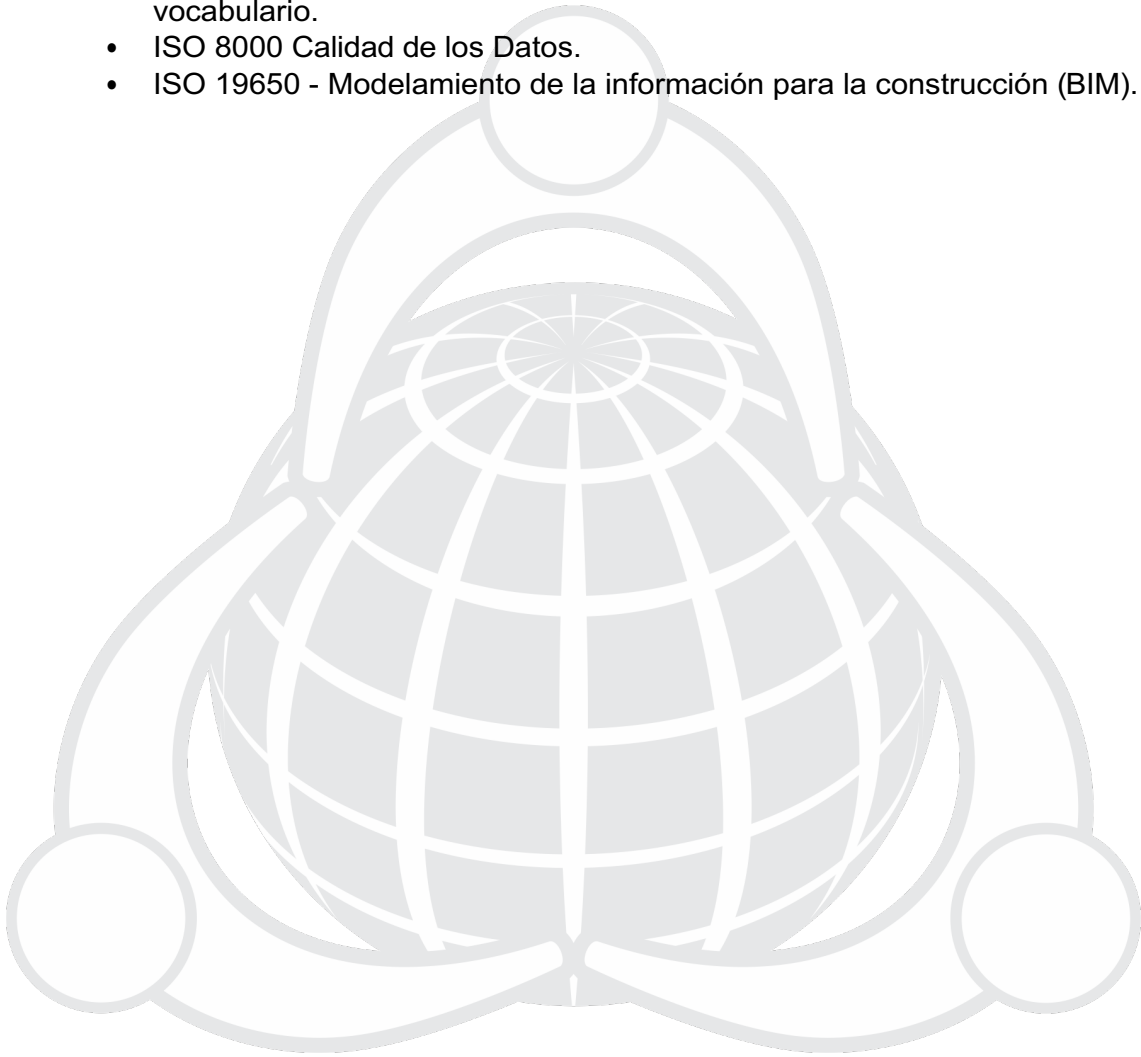 vocabulario.
• ISO 8000 Calidad de los Datos.
• ISO 19650 - Modelamiento de la información para la construcción (BIM).